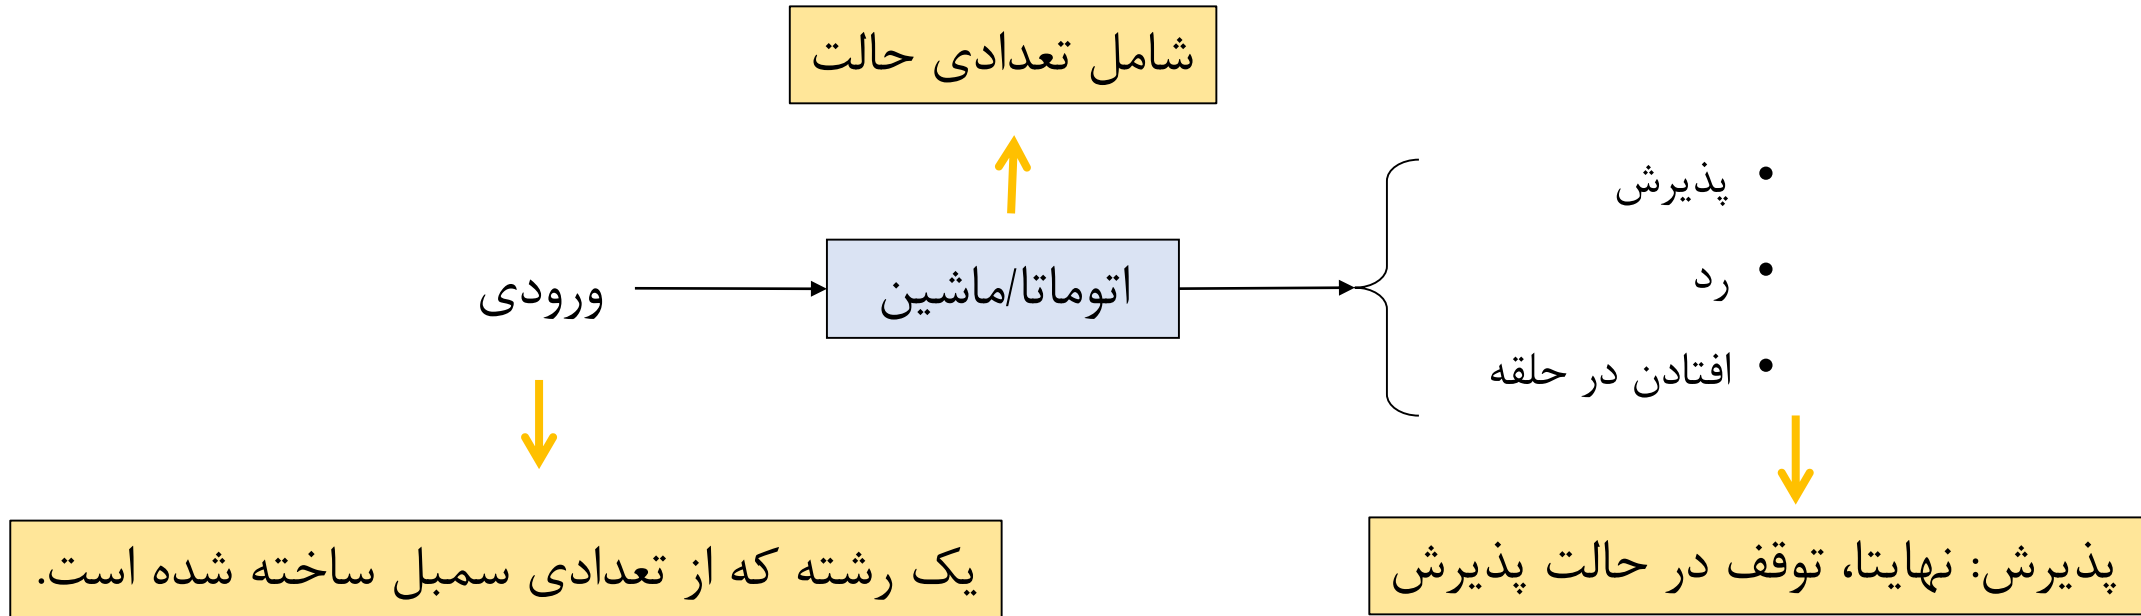 شامل تعدادی حالت
• پذیرش
• رد
• افتادن در حلقه
اتوماتا/ماشین
ورودی
پذیرش: نهایتا، توقف در حالت پذیرش
یک رشته که از تعدادی سمبل ساخته شده است.